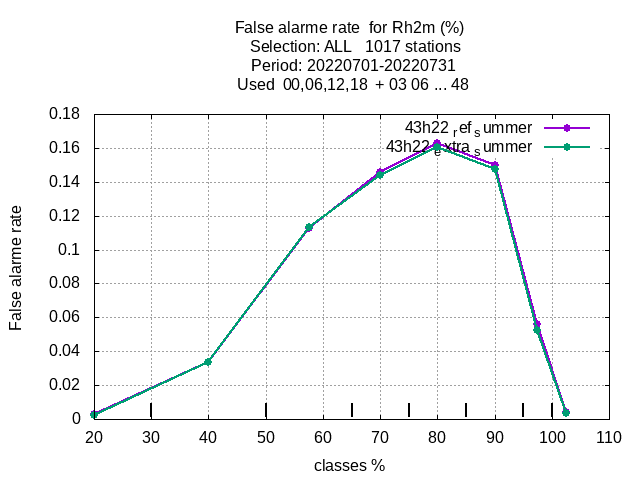 False alarme rate for Rh2m (%)
Selection: ALL 1017 stations
Period: 20220701-20220731
Used 00,06,12,18 + 03 06 ... 48
0.18
0.16
0.14
0.12
0.1
0.08
0.06
0.04
0.02
0
False alarme rate
43h22 ref summer
43h22 extra summer
20 30 40 50 60 70 80 90 100 110
classes %